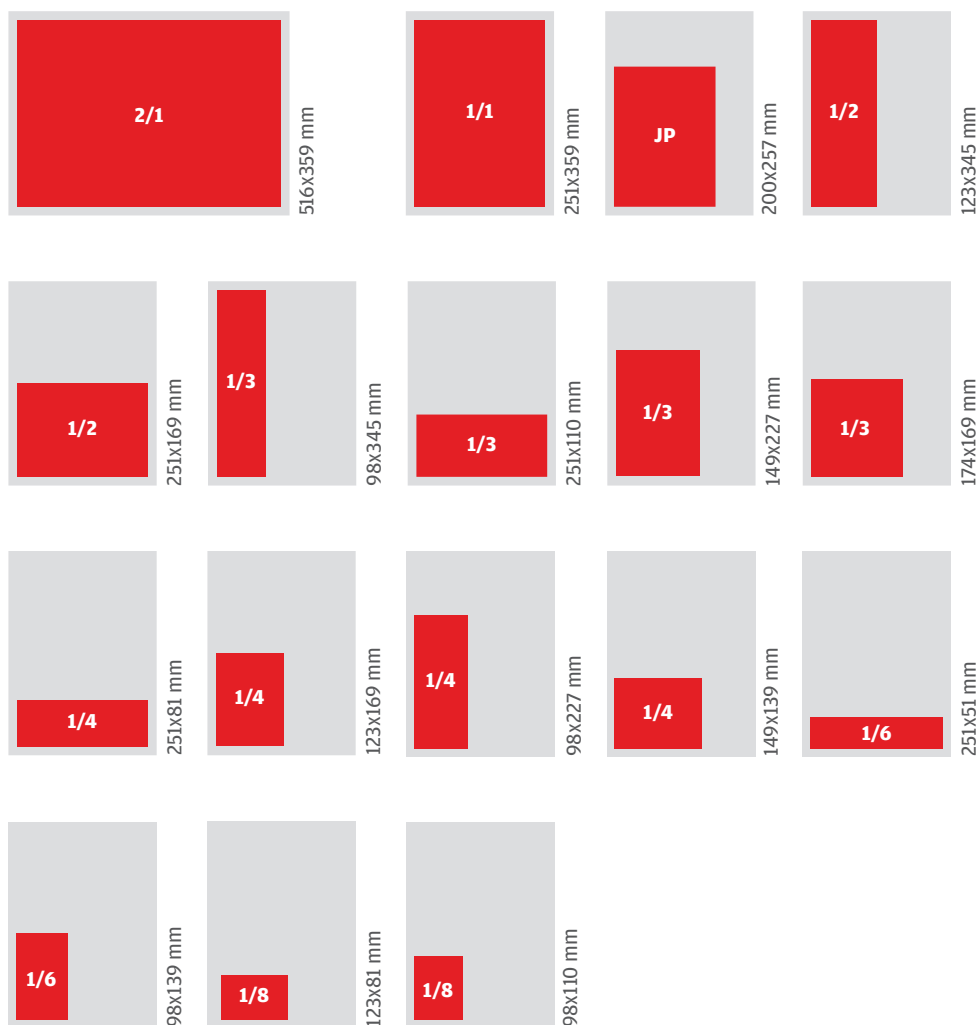 2/1
516x359 mm
1/1
251x359 mm
JP
200x257 mm
1/2
123x345 mm
1/2
251x169 mm
1/3
98x345 mm
1/3
251x110 mm
1/3
149x227 mm
1/3
174x169 mm
1/4
251x81 mm
1/4
123x169 mm
1/4
98x227 mm
1/4
149x139 mm
1/6
251x51 mm
1/6
98x139 mm
1/8
123x81 mm
1/8
98x110 mm